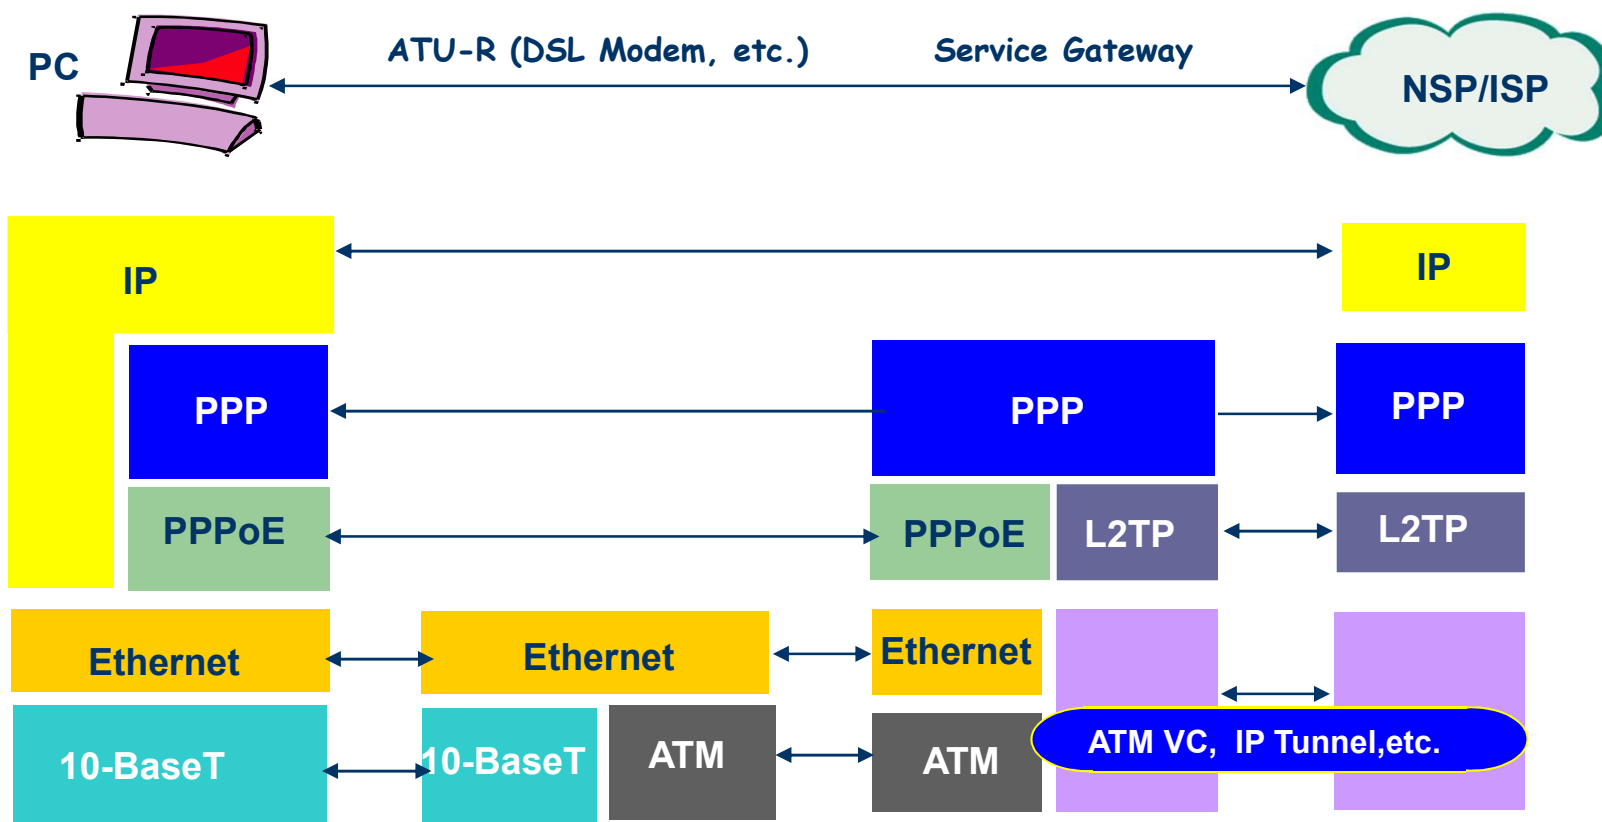 PC
ATU-R (DSL Modem, etc.)
Service Gateway
NSP/ISP
IP
IP
PPP
PPP
PPP
PPPoE
PPPoE
L2TP
L2TP
Ethernet
Ethernet
Ethernet
10-BaseT
10-BaseT
ATM
ATM
ATM VC, IP Tunnel,etc.